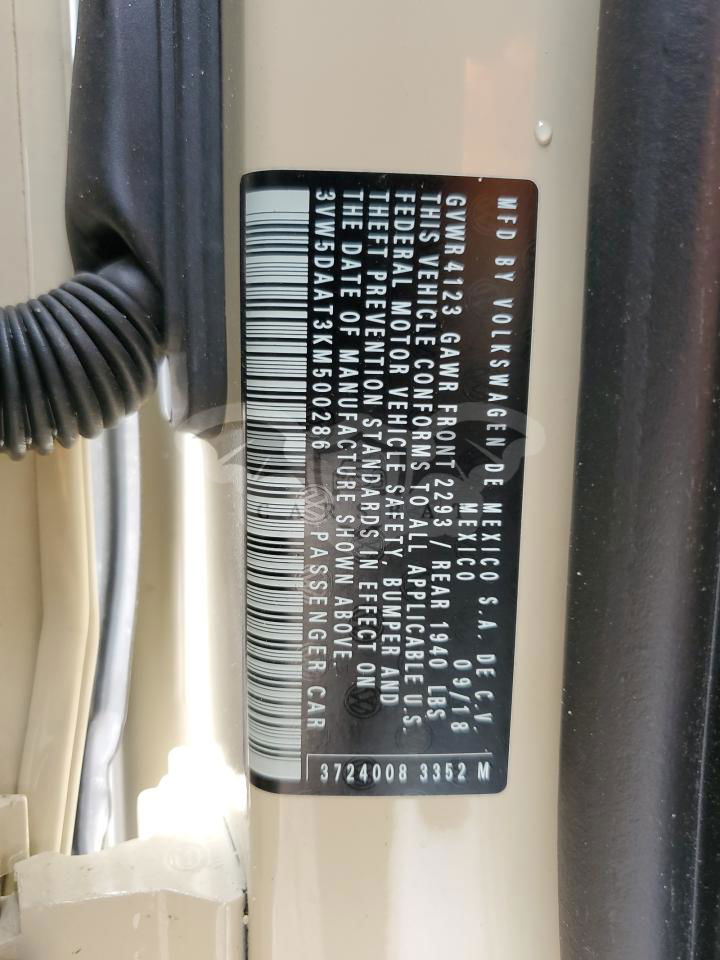 MFD BY VOLKSWAGEN DE MEXICO S.A. DE C.V.
MEXICO 09/18
GVWR4123 GAWR FRONT 2293 / REAR 1940 LBS
THIS VEHICLE CONFORMS TO ALL APPLICABLE U.S.
FEDERAL MOTOR VEHICLE SAFETY, BUMPER AND
THEFT PREVENTION STANDARDS IN EFFECT ON
THE DATE OF MANUFACTURE SHOWN ABOVE.
3VW5DAAT3KM500286 PASSENGER CAR
3724008 3352 M